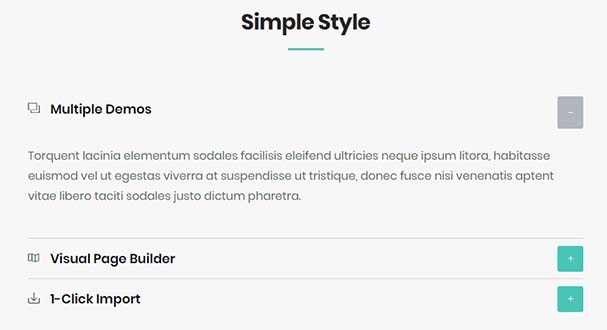 Simple Style
Multiple Demos
Torquent lacinia elementum sodales facilisis eleifend ultricies neque ipsum litora, habitasse
euismod vel ut egestas viverra at suspendisse ut tristique, donec fusce nisi venenatis aptent
vitae libero taciti sodales justo dictum pharetra.
Visual Page Builder
1-Click Import